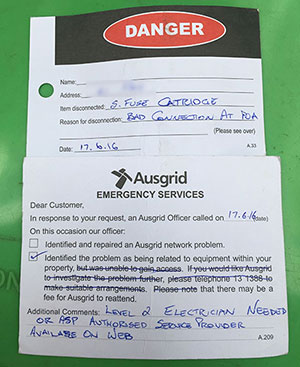 DANGER
Name:
Address:
Item disconnected: S. FUSE CATRIDGE
Reason for disconnection: BAD CONNECTION AT POA
(Please see over)
Date: 17.6.16
A.33
Ausgrid
EMERGENCY SERVICES
Dear Customer,
In response to your request, an Ausgrid Officer called on 17.6.16 (date)
On this occasion our officer:
Identified and repaired an Ausgrid network problem.
Identified the problem as being related to equipment within your
property, but was unable to gain access. If you would like Ausgrid
to investigate the problem further, please telephone 13 1388 to
make suitable arrangements. Please note that there may be a
fee for Ausgrid to reattend.
Additional Comments: LEVEL 2 ELECTRICIAN NEEDED
OR ASP AUTHORISED SERVICE PROVIDER
AVAILABLE ON WEB
A.209